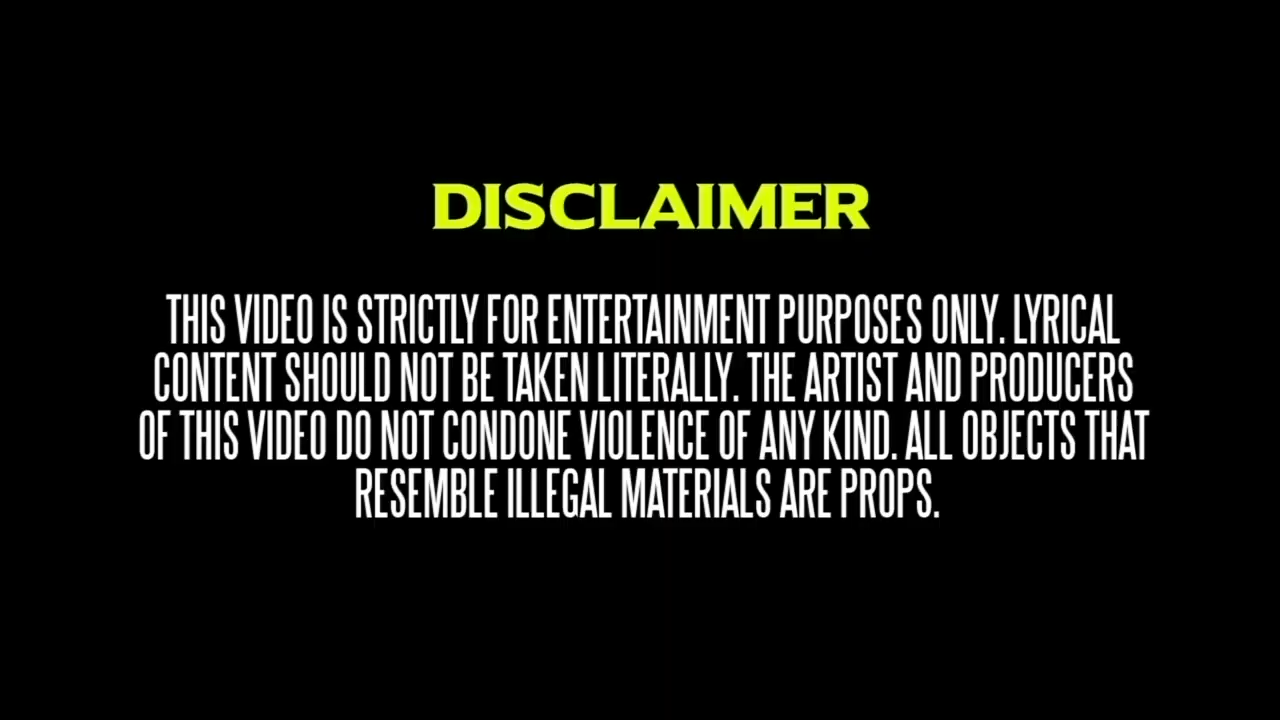 DISCLAIMER
THIS VIDEO IS STRICTLY FOR ENTERTAINMENT PURPOSES ONLY. LYRICAL
CONTENT SHOULD NOT BE TAKEN LITERALLY. THE ARTIST AND PRODUCERS
OF THIS VIDEO DO NOT CONDONE VIOLENCE OF ANY KIND. ALL OBJECTS THAT
RESEMBLE ILLEGAL MATERIALS ARE PROPS.